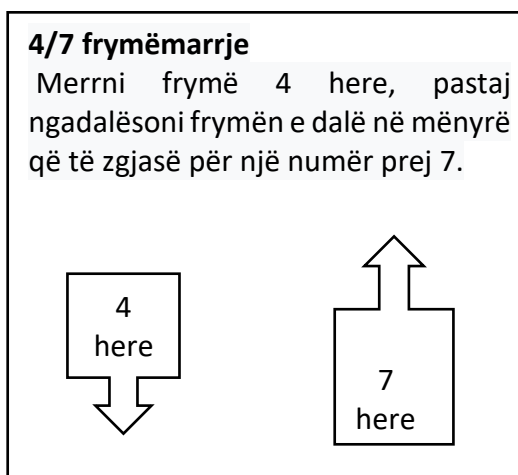 4/7 frymëmarrje
Merrni frymë 4 here, pastaj
ngadalësoni frymën e dalë në mënyrë
që të zgjasë për një numër prej 7.
4
here
7
here